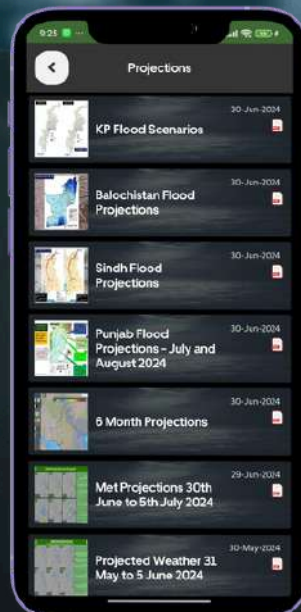 9:25
Projections
30-Jun-2024
KP Flood Scenarios
30-Jun-2024
Balochistan Flood
Projections
30-Jun-2024
Sindh Flood
Projections
30-Jun-2024
Punjab Flood
Projections - July and
August 2024
30-Jun-2024
6 Month Projections
29-Jun-2024
Met Projections 30th
June to 5th July 2024
30-May-2024
Projected Weather 31
May to 5 June 2024